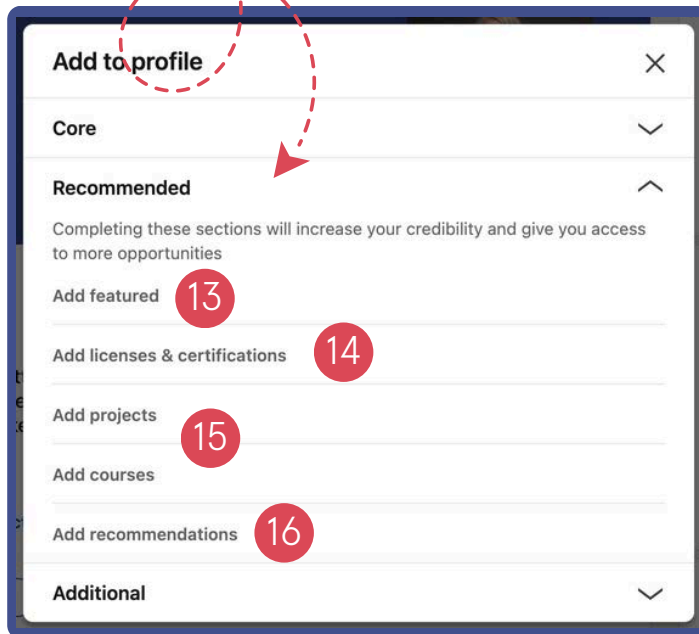 Add to profile
Core
Recommended
Completing these sections will increase your credibility and give you access
to more opportunities
Add featured 13
Add licenses & certifications 14
Add projects
15
Add courses
Add recommendations 16
Additional